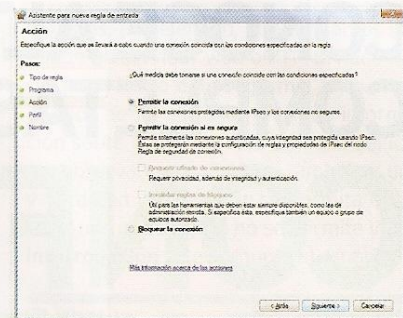 Asistente para nueva regla de entrada
Acción
Especifique la acción que se llevará a cabo cuando una conexión coincida con las condiciones especificadas en la regla.
Pasos:
Tipo de regla
Programa
Acción
Perfil
Nombre
¿Qué medida debe tomarse si una conexión coincide con las condiciones especificadas?
Permitir la conexión
Permite las conexiones protegidas mediante IPsec y las conexiones no seguras.
Permitir la conexión si es segura
Permite solamente las conexiones autenticadas, cuya integridad sea protegida usando IPsec.
Éstas se protegerán mediante la configuración de reglas y propiedades de IPsec del nodo
Regla de seguridad de conexión.
Requerir cifrado de conexiones
Requerir privacidad, además de integridad y autenticación.
Invalidar reglas de bloqueo
Útil para las herramientas que deben estar siempre disponibles, como las de
administración remota. Si especifica esta, especifique también un equipo o grupo de
equipos autorizado.
Bloquear la conexión
Más información acerca de las acciones
< Atrás
Siguiente >
Cancelar